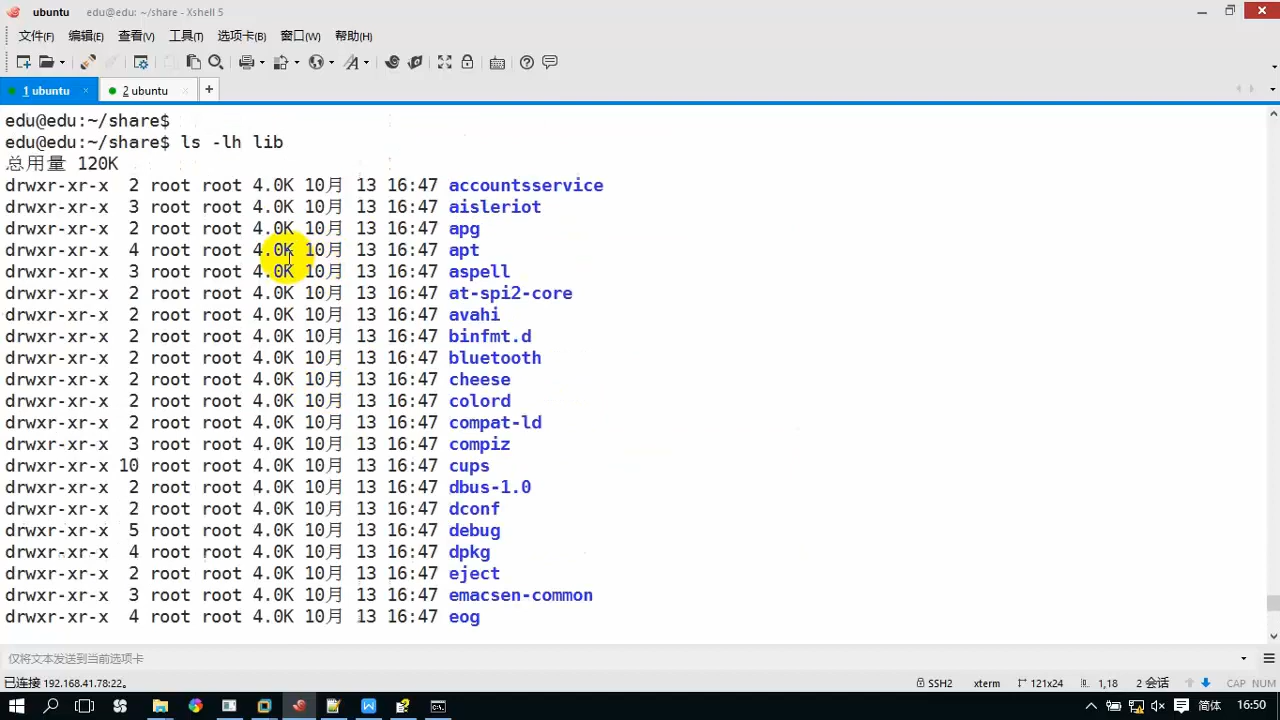 ubuntu edu@edu: ~/share - Xshell 5
文件(F) 编辑(E) 查看(V) 工具(T) 选项卡(B) 窗口(W) 帮助(H)
1 ubuntu × 2 ubuntu × +
edu@edu:~/share$
edu@edu:~/share$ ls -lh lib
总用量 120K
drwxr-xr-x 2 root root 4.0K 10月 13 16:47 accountsservice
drwxr-xr-x 3 root root 4.0K 10月 13 16:47 aisleriot
drwxr-xr-x 2 root root 4.0K 10月 13 16:47 apg
drwxr-xr-x 4 root root 4.0K 10月 13 16:47 apt
drwxr-xr-x 3 root root 4.0K 10月 13 16:47 aspell
drwxr-xr-x 2 root root 4.0K 10月 13 16:47 at-spi2-core
drwxr-xr-x 2 root root 4.0K 10月 13 16:47 avahi
drwxr-xr-x 2 root root 4.0K 10月 13 16:47 binfmt.d
drwxr-xr-x 2 root root 4.0K 10月 13 16:47 bluetooth
drwxr-xr-x 2 root root 4.0K 10月 13 16:47 cheese
drwxr-xr-x 2 root root 4.0K 10月 13 16:47 colord
drwxr-xr-x 2 root root 4.0K 10月 13 16:47 compat-ld
drwxr-xr-x 3 root root 4.0K 10月 13 16:47 compiz
drwxr-xr-x 10 root root 4.0K 10月 13 16:47 cups
drwxr-xr-x 2 root root 4.0K 10月 13 16:47 dbus-1.0
drwxr-xr-x 2 root root 4.0K 10月 13 16:47 dconf
drwxr-xr-x 5 root root 4.0K 10月 13 16:47 debug
drwxr-xr-x 4 root root 4.0K 10月 13 16:47 dpkg
drwxr-xr-x 2 root root 4.0K 10月 13 16:47 eject
drwxr-xr-x 3 root root 4.0K 10月 13 16:47 emacsen-common
drwxr-xr-x 4 root root 4.0K 10月 13 16:47 eog
仅将文本发送到当前选项卡
已连接 192.168.41.78:22。 SSH2 xterm 121x24 1,18 2 会话 CAP NUM
简体 16:50